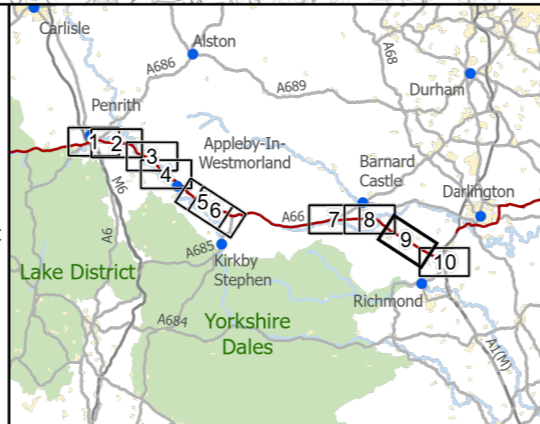 Carlisle
Alston
A68
A686
A689
Durham
Penrith
1
2
3
4
5
6
Appleby-In-
Westmorland
Barnard
Castle
Darlington
M6
A6
A66
7
8
9
10
A685
Kirkby
Stephen
Lake District
Richmond
A684
Yorkshire
Dales
A1(M)